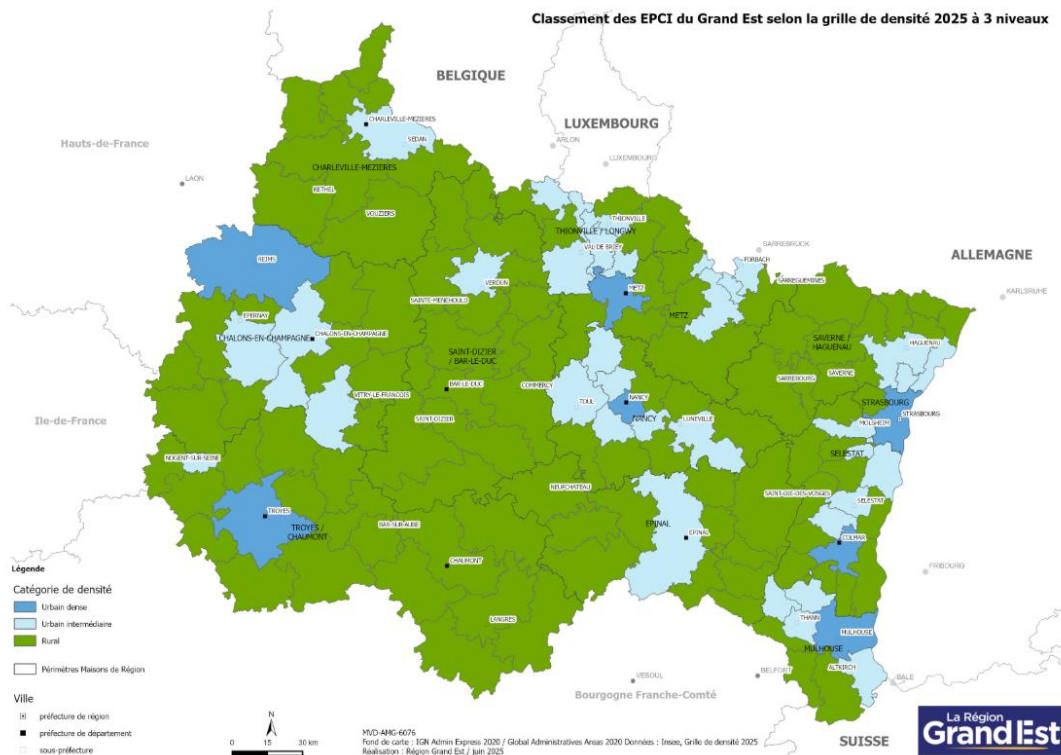 Classement des EPCI du Grand Est selon la grille de densité 2025 à 3 niveaux
BELGIQUE
LUXEMBOURG
Hauts-de-France
CHARLEVILLE-MEZIERES
SEDAN
ARLON
LUXEMBOURG
LAON
CHARLEVILLE-MEZIERES
RETHEL
VOUZIERS
THIONVILLE
THIONVILLE / LONGWY
VAL DE BRIEY
SARREBRUCK
ALLEMAGNE
REIMS
FORBACH
SARREGUEMINES
VERDUN
METZ
KARLSRUHE
SAINTE-MENEHOULD
EPERNAY
METZ
CHALONS-EN-CHAMPAGNE
CHALONS-EN-CHAMPAGNE
SAVERNE /
HAGUENAU
HAGUENAU
SAINT-DIZIER
/ BAR-LE-DUC
SAVERNE
SARREBOURG
BAR-LE-DUC
COMMERCY
VITRY-LE-FRANCOIS
TOUL
NANCY
NANCY
STRASBOURG
STRASBOURG
Ile-de-France
SAINT-DIZIER
LUNEVILLE
MOLSHEIM
NOGENT-SUR-SEINE
SELESTAT
NEUFCHATEAU
SAINT-DIE-DES-VOSGES
SELESTAT
TROYES
TROYES /
CHAUMONT
BAR-SUR-AUBE
EPINAL
EPINAL
COLMAR
CHAUMONT
FRIBOURG
LANGRES
THANN
MULHOUSE
MULHOUSE
ALTKIRCH
VESOUL
BELFORT
BALE
Bourgogne Franche-Comté
SUISSE
Légende
Catégorie de densité
Urbain dense
Urbain intermédiaire
Rural
Périmètres Maisons de Région
Ville
préfecture de région
préfecture de département
sous-préfecture
N
0 15 30 km
MVD-AMG-6076
Fond de carte : IGN Admin Express 2020 / Global Administratives Areas 2020 Données : Insee, Grille de densité 2025
Réalisation : Région Grand Est / juin 2025
La Région
Grand Est